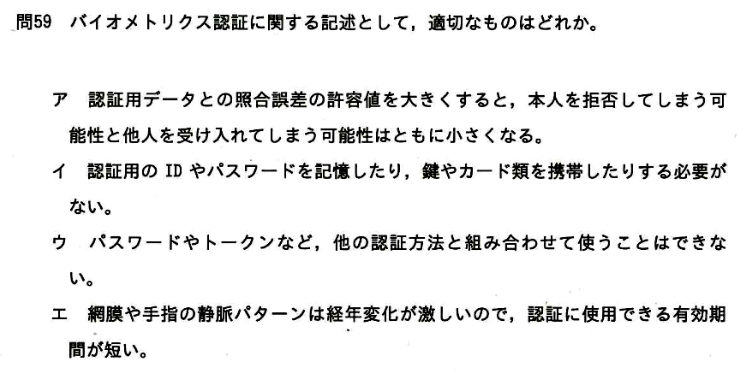 問59　バイオメトリクス認証に関する記述として，適切なものはどれか。
ア　認証用データとの照合誤差の許容値を大きくすると，本人を拒否してしまう可
能性と他人を受け入れてしまう可能性はともに小さくなる。
イ　認証用の ID やパスワードを記憶したり，鍵やカード類を携帯したりする必要が
ない。
ウ　パスワードやトークンなど，他の認証方法と組み合わせて使うことはできな
い。
エ　網膜や手指の静脈パターンは経年変化が激しいので，認証に使用できる有効期
間が短い。